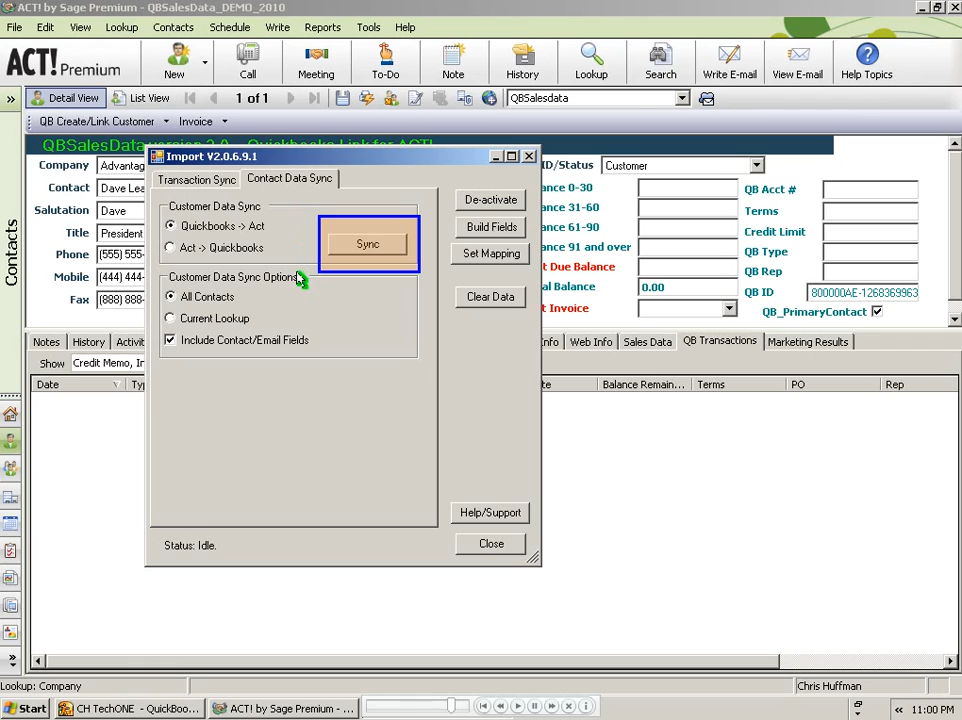 ACT! by Sage Premium - QBSalesData_DEMO_2010
File Edit View Lookup Contacts Schedule Write Reports Tools Help
ACT! Premium
New Call Meeting To-Do Note History Lookup Search Write E-mail View E-mail Help Topics
» Detail View List View 1 of 1 QBSalesdata
QB Create/Link Customer Invoice
Contacts
Company Advantag
Contact Dave Lea
Salutation Dave
Title President
Phone (555) 555-
Mobile (444) 444-
Fax (888) 888-
ID/Status Customer
ance 0-30
ance 31-60
ance 61-90
ance 91 and over
t Due Balance
al Balance 0.00
t Invoice
QB Acct #
Terms
Credit Limit
QB Type
QB Rep
QB ID 800000AE-1268369963
QB_PrimaryContact
Notes History Activit
nfo Web Info Sales Data QB Transactions Marketing Results
Show Credit Memo, In
Date Typ
te Balance Remain... Terms PO Rep
Import V2.0.6.9.1
Transaction Sync Contact Data Sync
Customer Data Sync
Quickbooks -> Act
Act -> Quickbooks
Sync
Customer Data Sync Options
All Contacts
Current Lookup
Include Contact/Email Fields
De-activate
Build Fields
Set Mapping
Clear Data
Help/Support
Close
Status: Idle.
»
Lookup: Company Chris Huffman
Start CH TechONE - QuickBoo... ACT! by Sage Premium - ... « 11:00 PM